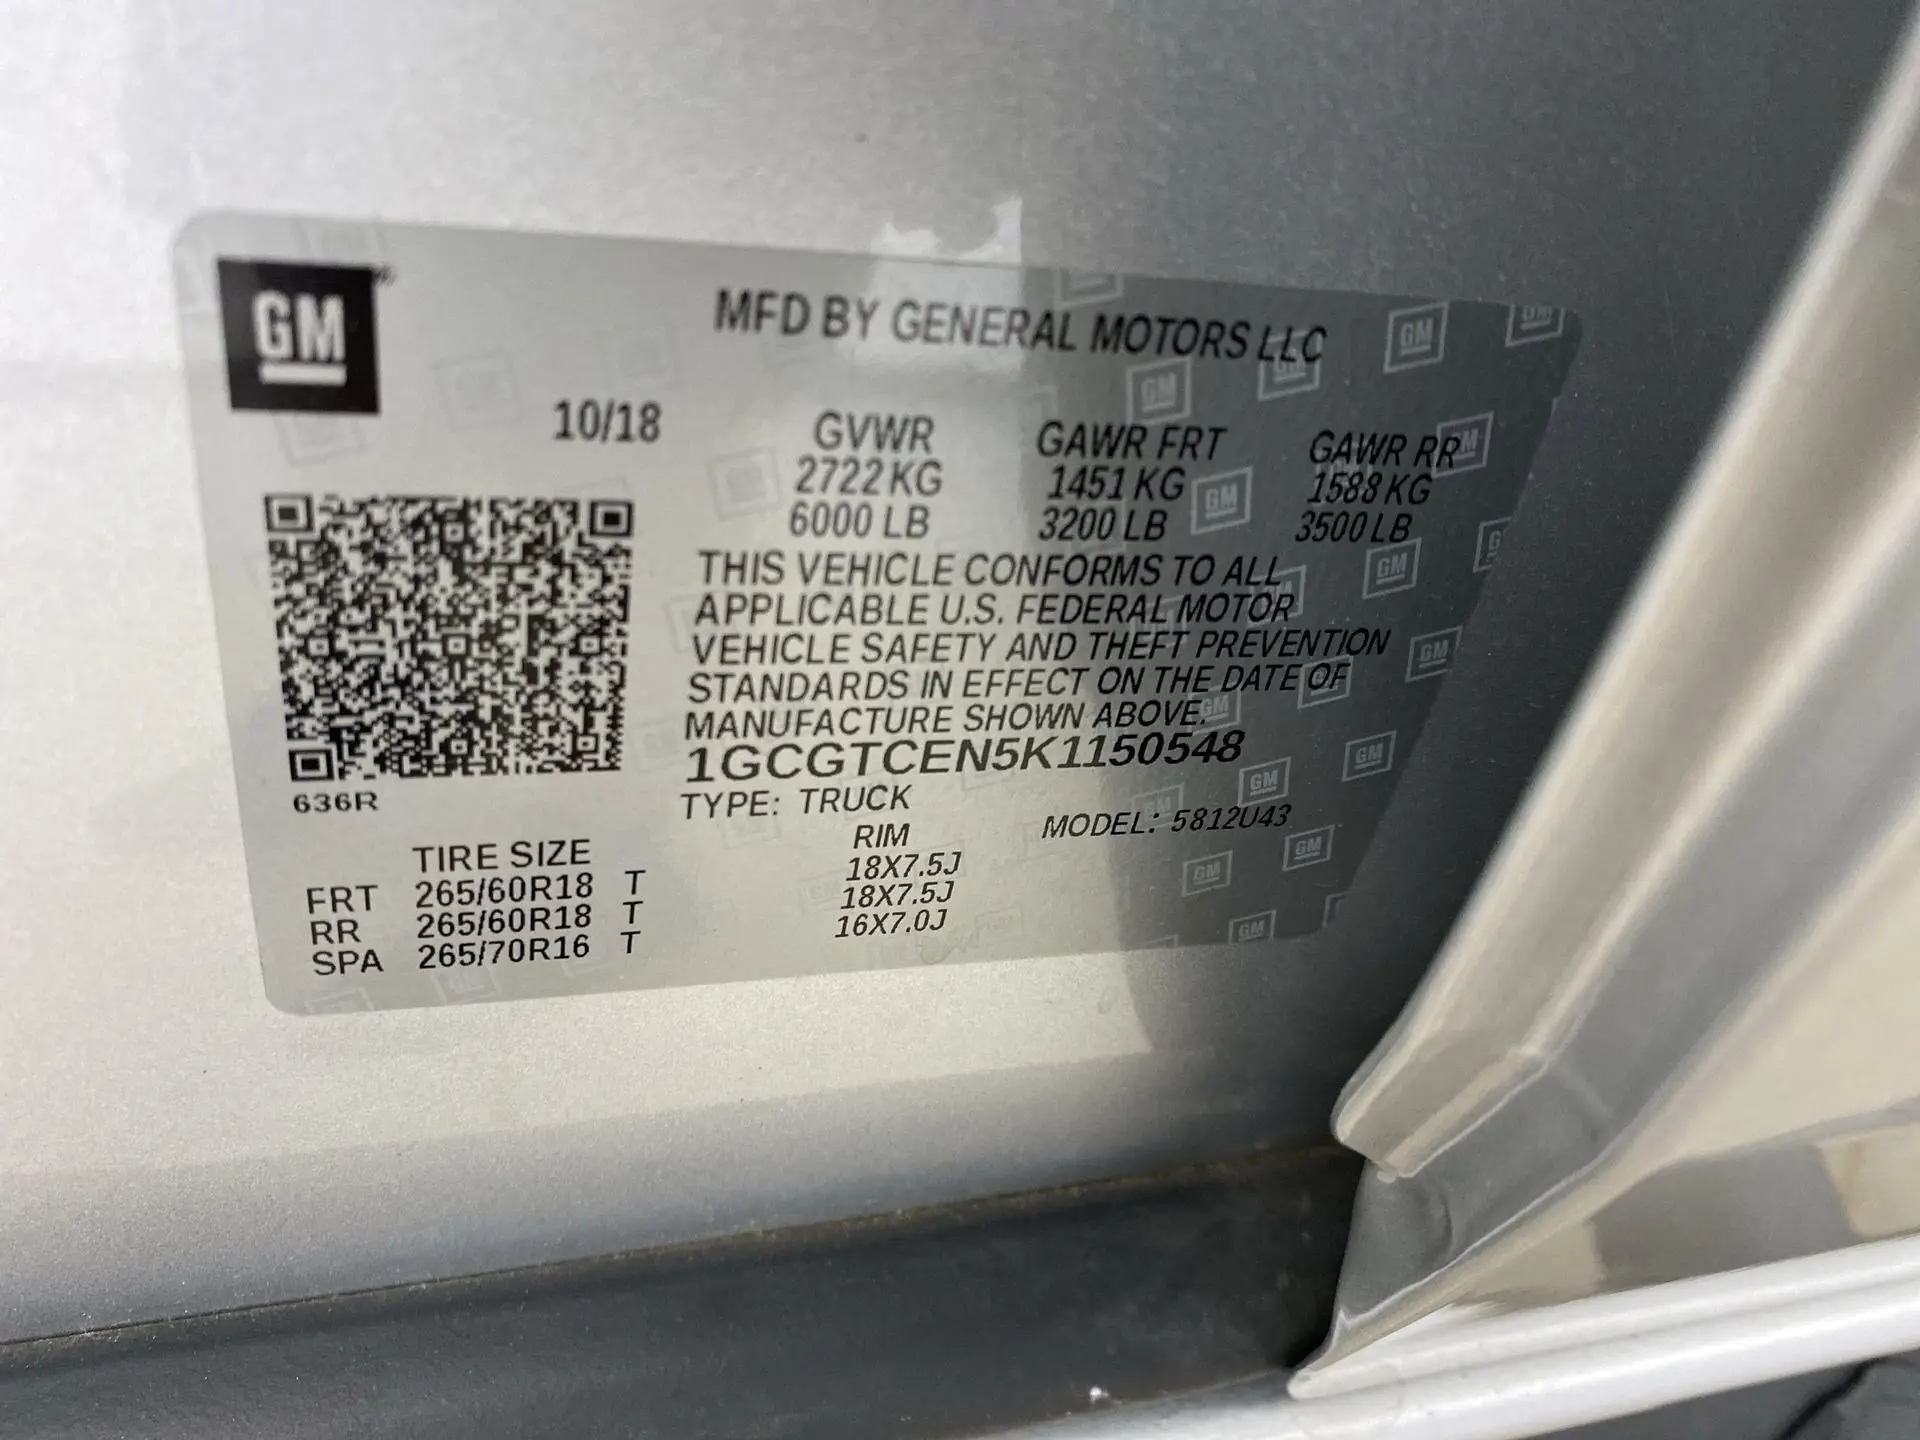 GM
MFD BY GENERAL MOTORS LLC
10/18
GVWR GAWR FRT GAWR RR
2722 KG 1451 KG 1588 KG
6000 LB 3200 LB 3500 LB
THIS VEHICLE CONFORMS TO ALL
APPLICABLE U.S. FEDERAL MOTOR
VEHICLE SAFETY AND THEFT PREVENTION
STANDARDS IN EFFECT ON THE DATE OF
MANUFACTURE SHOWN ABOVE.
1GCGTCEN5K1150548
636R
TYPE: TRUCK MODEL: 5812U43
TIRE SIZE RIM
FRT 265/60R18 T 18X7.5J
RR 265/60R18 T 18X7.5J
SPA 265/70R16 T 16X7.0J